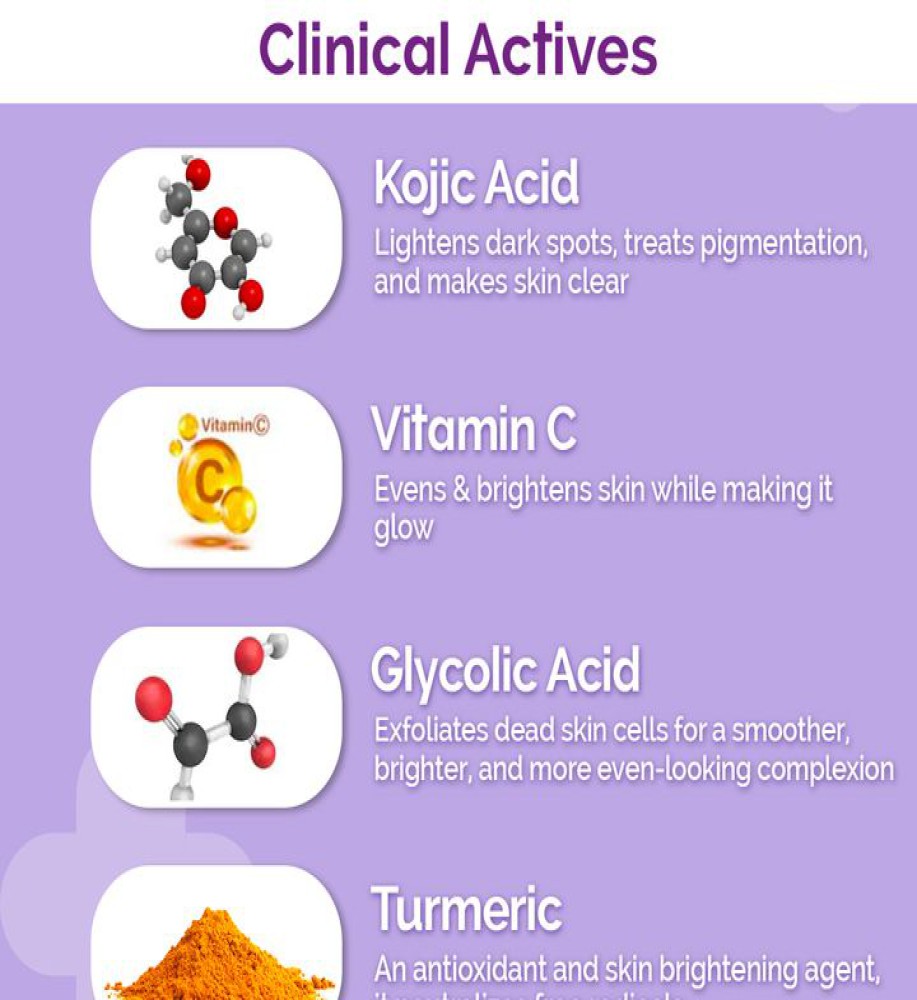 Clinical Actives
Kojic Acid
Lightens dark spots, treats pigmentation,
and makes skin clear
Vitamin C
C
Vitamin C
Evens & brightens skin while making it
glow
Glycolic Acid
Exfoliates dead skin cells for a smoother,
brighter, and more even-looking complexion
Turmeric
An antioxidant and skin brightening agent,